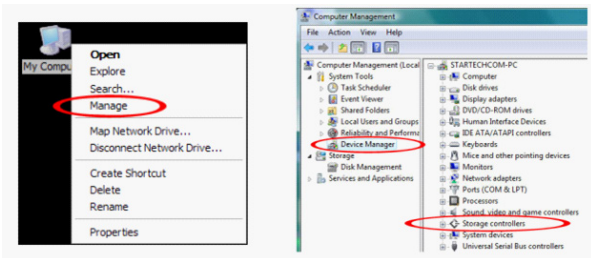 My Compu
Open
Explore
Search...
Manage
Map Network Drive...
Disconnect Network Drive...
Create Shortcut
Delete
Rename
Properties
Computer Management
File Action View Help
Computer Management (Local
System Tools
Task Scheduler
Event Viewer
Shared Folders
Local Users and Groups
Reliability and Performa
Device Manager
Storage
Disk Management
Services and Applications
STARTECHCOM-PC
Computer
Disk drives
Display adapters
DVD/CD-ROM drives
Human Interface Devices
IDE ATA/ATAPI controllers
Keyboards
Mice and other pointing devices
Monitors
Network adapters
Ports (COM & LPT)
Processors
Sound, video and game controllers
Storage controllers
System devices
Universal Serial Bus controllers